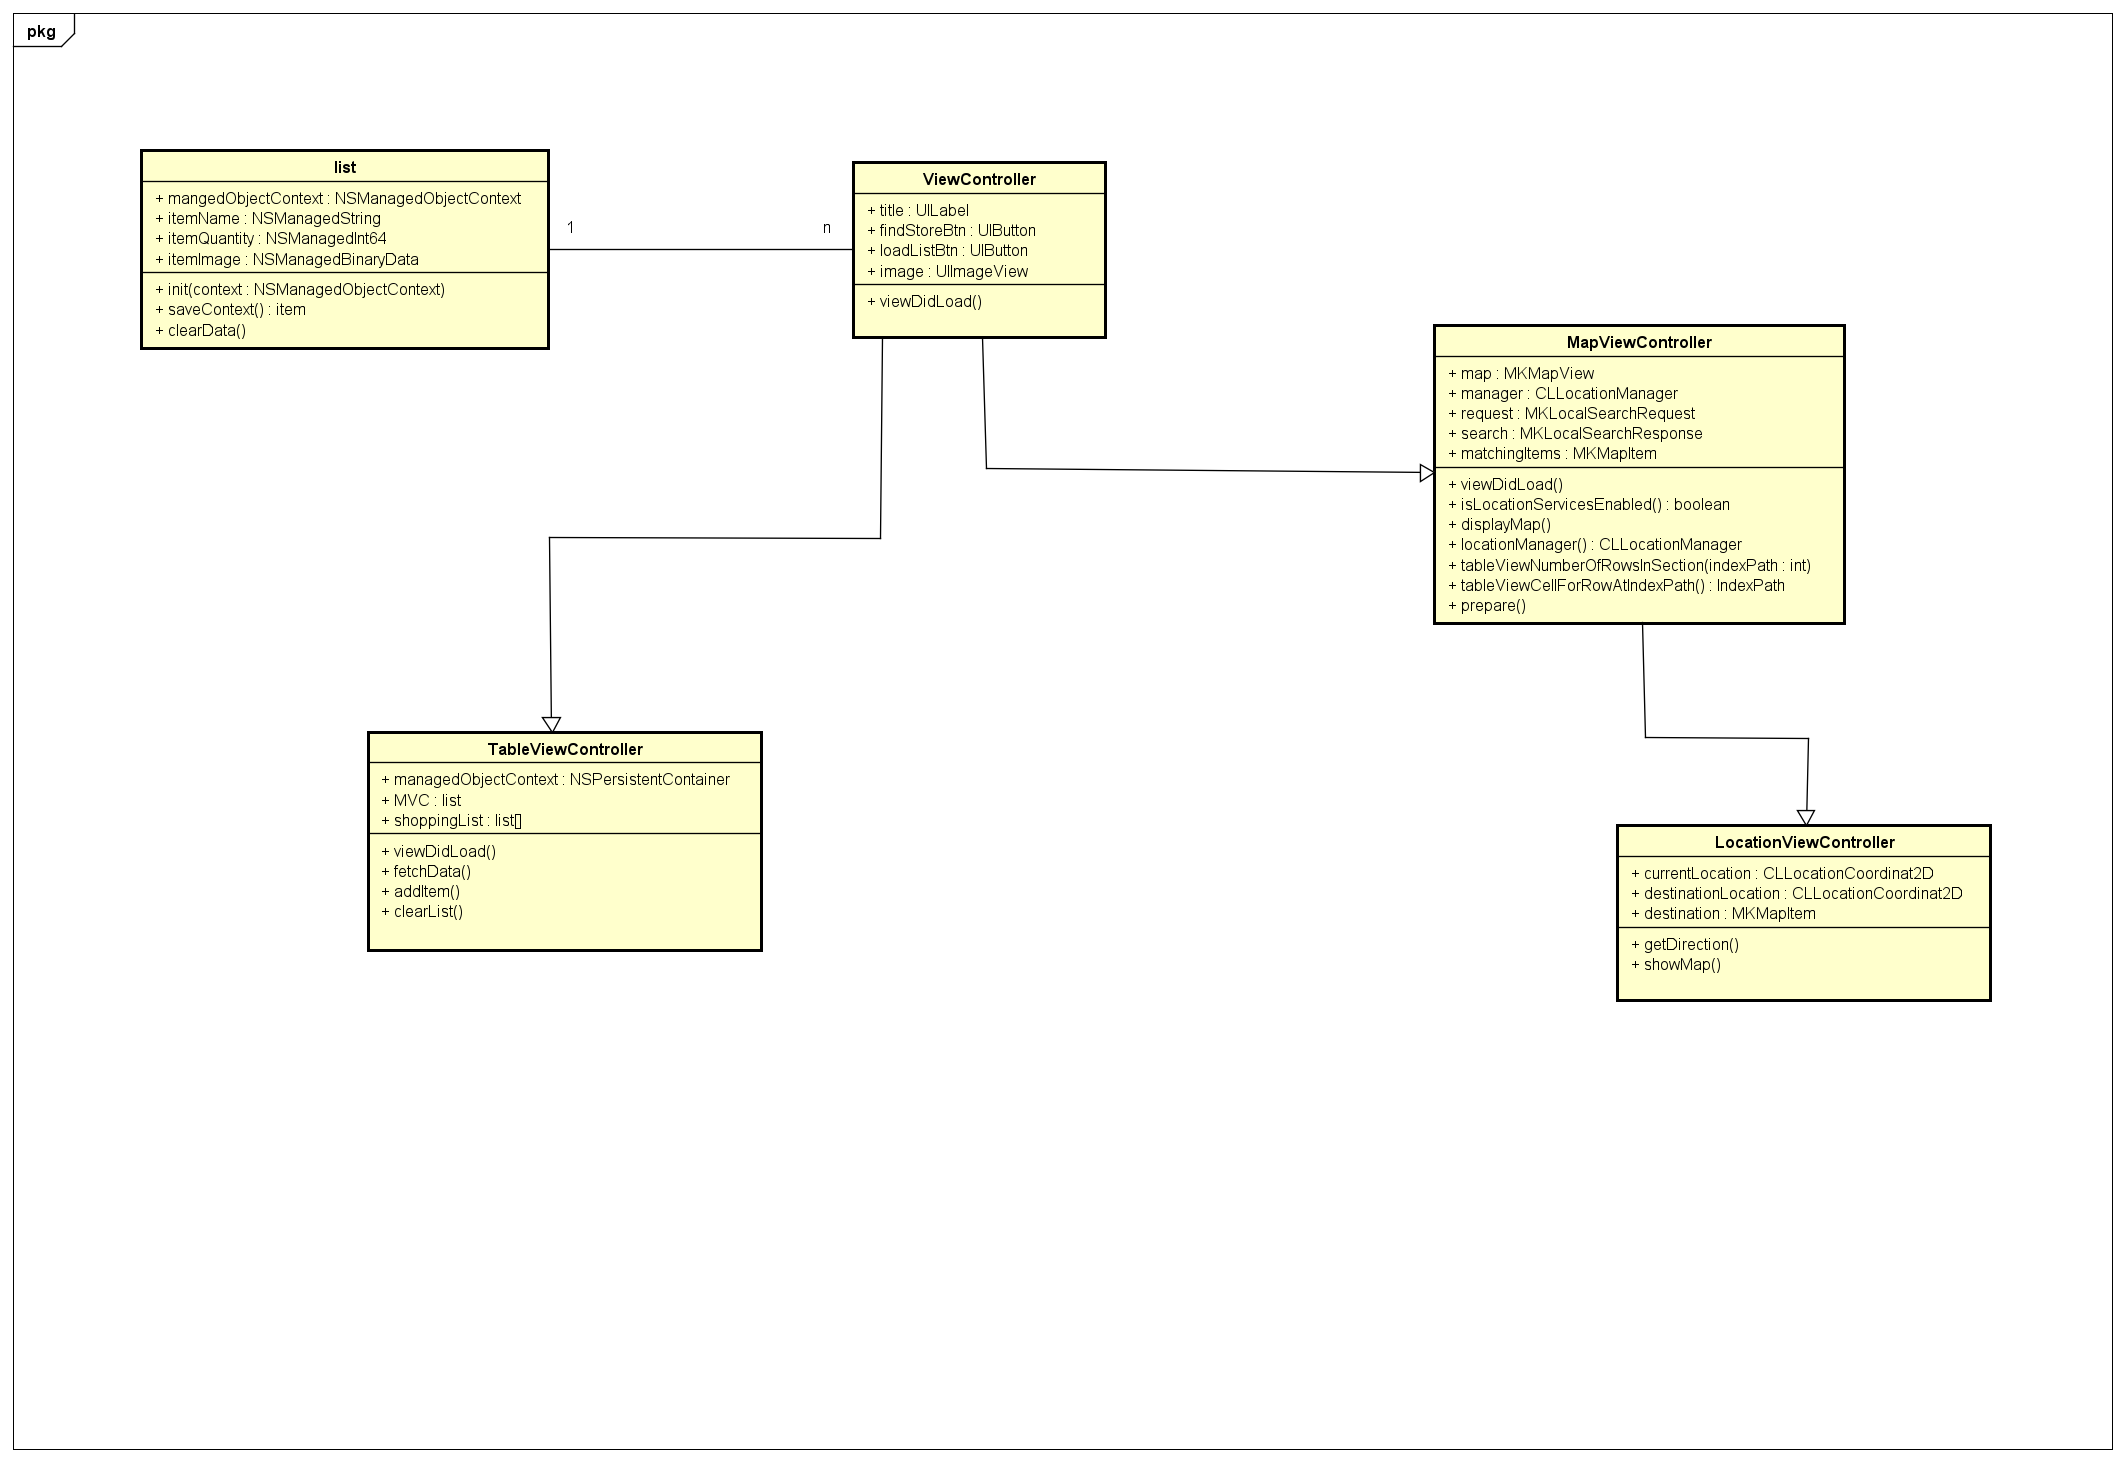 pkg
list
+ mangedObjectContext : NSManagedObjectContext
+ itemName : NSManagedString
+ itemQuantity : NSManagedInt64
+ itemImage : NSManagedBinaryData
+ init(context : NSManagedObjectContext)
+ saveContext() : item
+ clearData()
1
n
ViewController
+ title : UILabel
+ findStoreBtn : UIButton
+ loadListBtn : UIButton
+ image : UIImageView
+ viewDidLoad()
MapViewController
+ map : MKMapView
+ manager : CLLocationManager
+ request : MKLocalSearchRequest
+ search : MKLocalSearchResponse
+ matchingItems : MKMapItem
+ viewDidLoad()
+ isLocationServicesEnabled() : boolean
+ displayMap()
+ locationManager() : CLLocationManager
+ tableViewNumberOfRowsInSection(indexPath : int)
+ tableViewCellForRowAtIndexPath() : IndexPath
+ prepare()
TableViewController
+ managedObjectContext : NSPersistentContainer
+ MVC : list
+ shoppingList : list[]
+ viewDidLoad()
+ fetchData()
+ addItem()
+ clearList()
LocationViewController
+ currentLocation : CLLocationCoordinat2D
+ destinationLocation : CLLocationCoordinat2D
+ destination : MKMapItem
+ getDirection()
+ showMap()